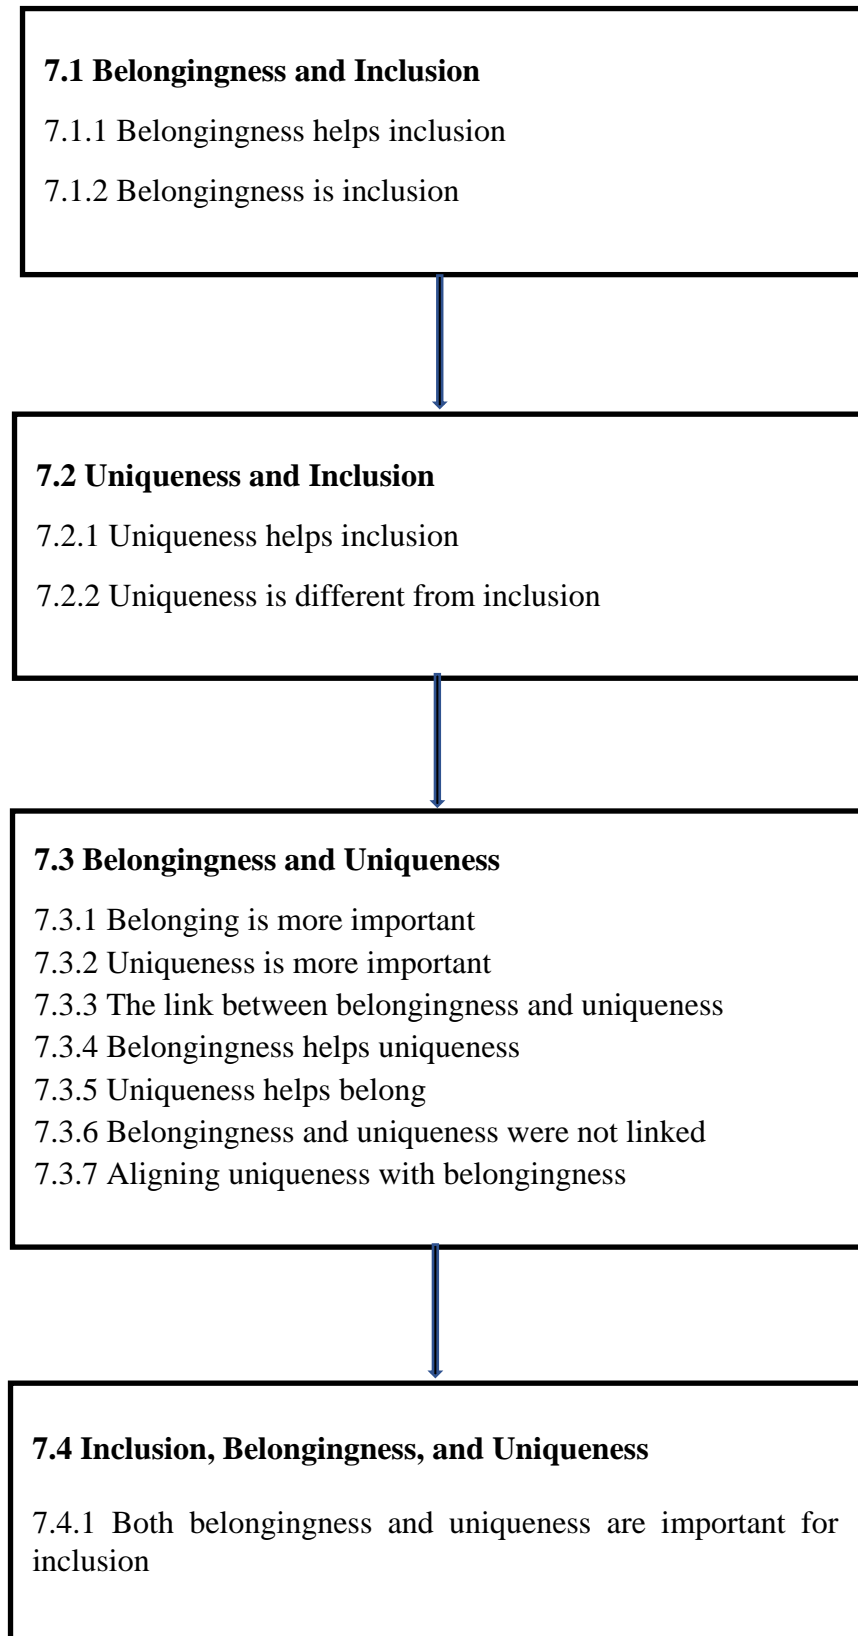 7.1 Belongingness and Inclusion
7.1.1 Belongingness helps inclusion
7.1.2 Belongingness is inclusion
7.2 Uniqueness and Inclusion
7.2.1 Uniqueness helps inclusion
7.2.2 Uniqueness is different from inclusion
7.3 Belongingness and Uniqueness
7.3.1 Belonging is more important
7.3.2 Uniqueness is more important
7.3.3 The link between belongingness and uniqueness
7.3.4 Belongingness helps uniqueness
7.3.5 Uniqueness helps belong
7.3.6 Belongingness and uniqueness were not linked
7.3.7 Aligning uniqueness with belongingness
7.4 Inclusion, Belongingness, and Uniqueness
7.4.1 Both belongingness and uniqueness are important for
inclusion